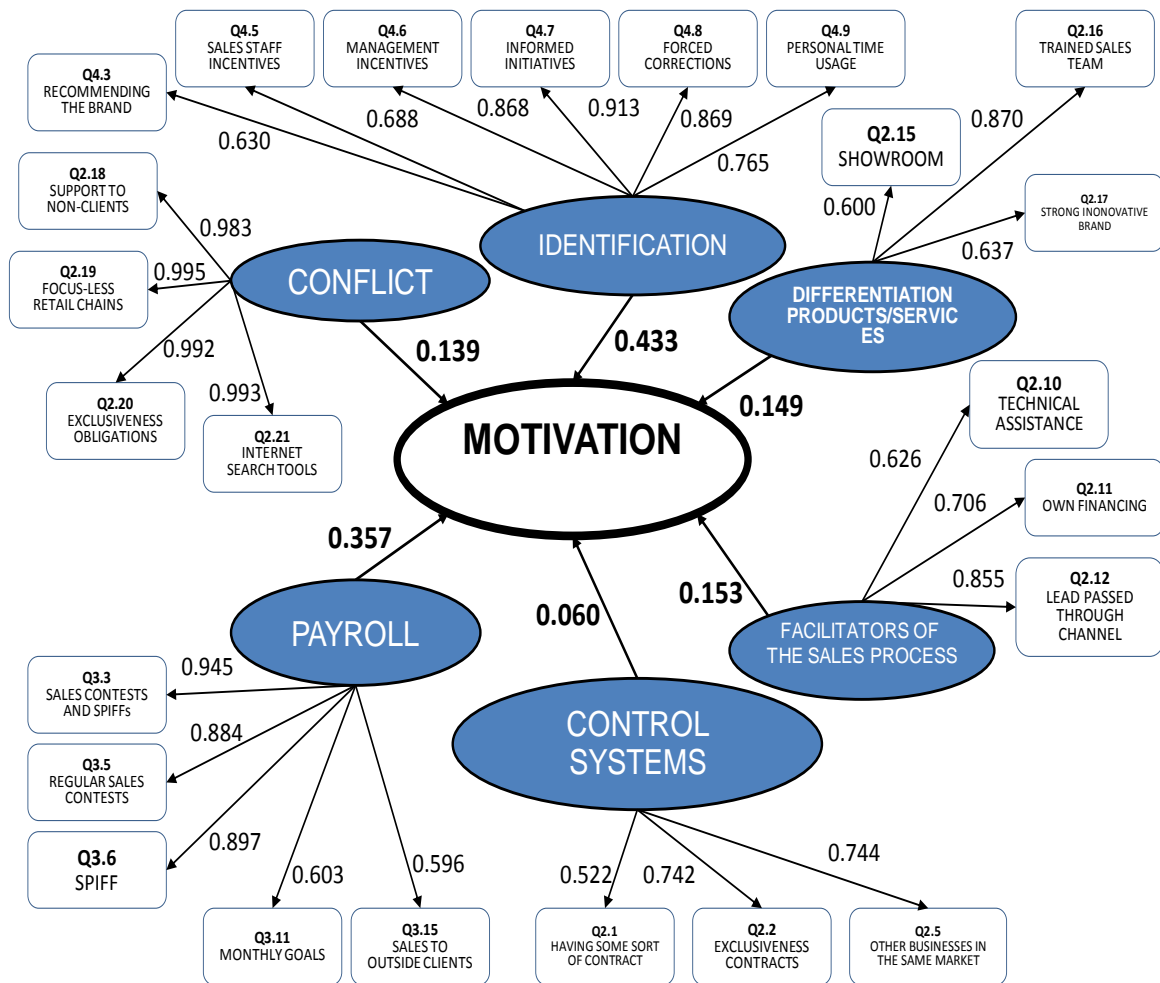 Q4.5
SALES STAFF
INCENTIVES
Q4.6
MANAGEMENT
INCENTIVES
Q4.7
INFORMED
INITIATIVES
Q4.8
FORCED
CORRECTIONS
Q4.9
PERSONAL TIME
USAGE
Q2.16
TRAINED SALES
TEAM
Q4.3
RECOMMENDING
THE BRAND
0.630
0.688
0.868
0.913
0.869
0.765
0.870
Q2.15
SHOWROOM
0.600
Q2.17
STRONG INONOVATIVE
BRAND
0.637
Q2.18
SUPPORT TO
NON-CLIENTS
0.983
Q2.19
FOCUS-LESS
RETAIL CHAINS
0.995
0.992
0.993
Q2.20
EXCLUSIVENESS
OBLIGATIONS
Q2.21
INTERNET
SEARCH TOOLS
CONFLICT
IDENTIFICATION
DIFFERENTIATION
PRODUCTS/SERVIC
ES
0.139
0.433
0.149
MOTIVATION
Q2.10
TECHNICAL
ASSISTANCE
0.626
Q2.11
OWN FINANCING
0.706
0.855
Q2.12
LEAD PASSED
THROUGH
CHANNEL
0.357
0.060
0.153
PAYROLL
CONTROL
SYSTEMS
FACILITATORS OF
THE SALES PROCESS
Q3.3
SALES CONTESTS
AND SPIFFs
0.945
Q3.5
REGULAR SALES
CONTESTS
0.884
Q3.6
SPIFF
0.897
0.603
0.596
0.522
0.742
0.744
Q3.11
MONTHLY GOALS
Q3.15
SALES TO
OUTSIDE CLIENTS
Q2.1
HAVING SOME SORT
OF CONTRACT
Q2.2
EXCLUSIVENESS
CONTRACTS
Q2.5
OTHER BUSINESSES IN
THE SAME MARKET